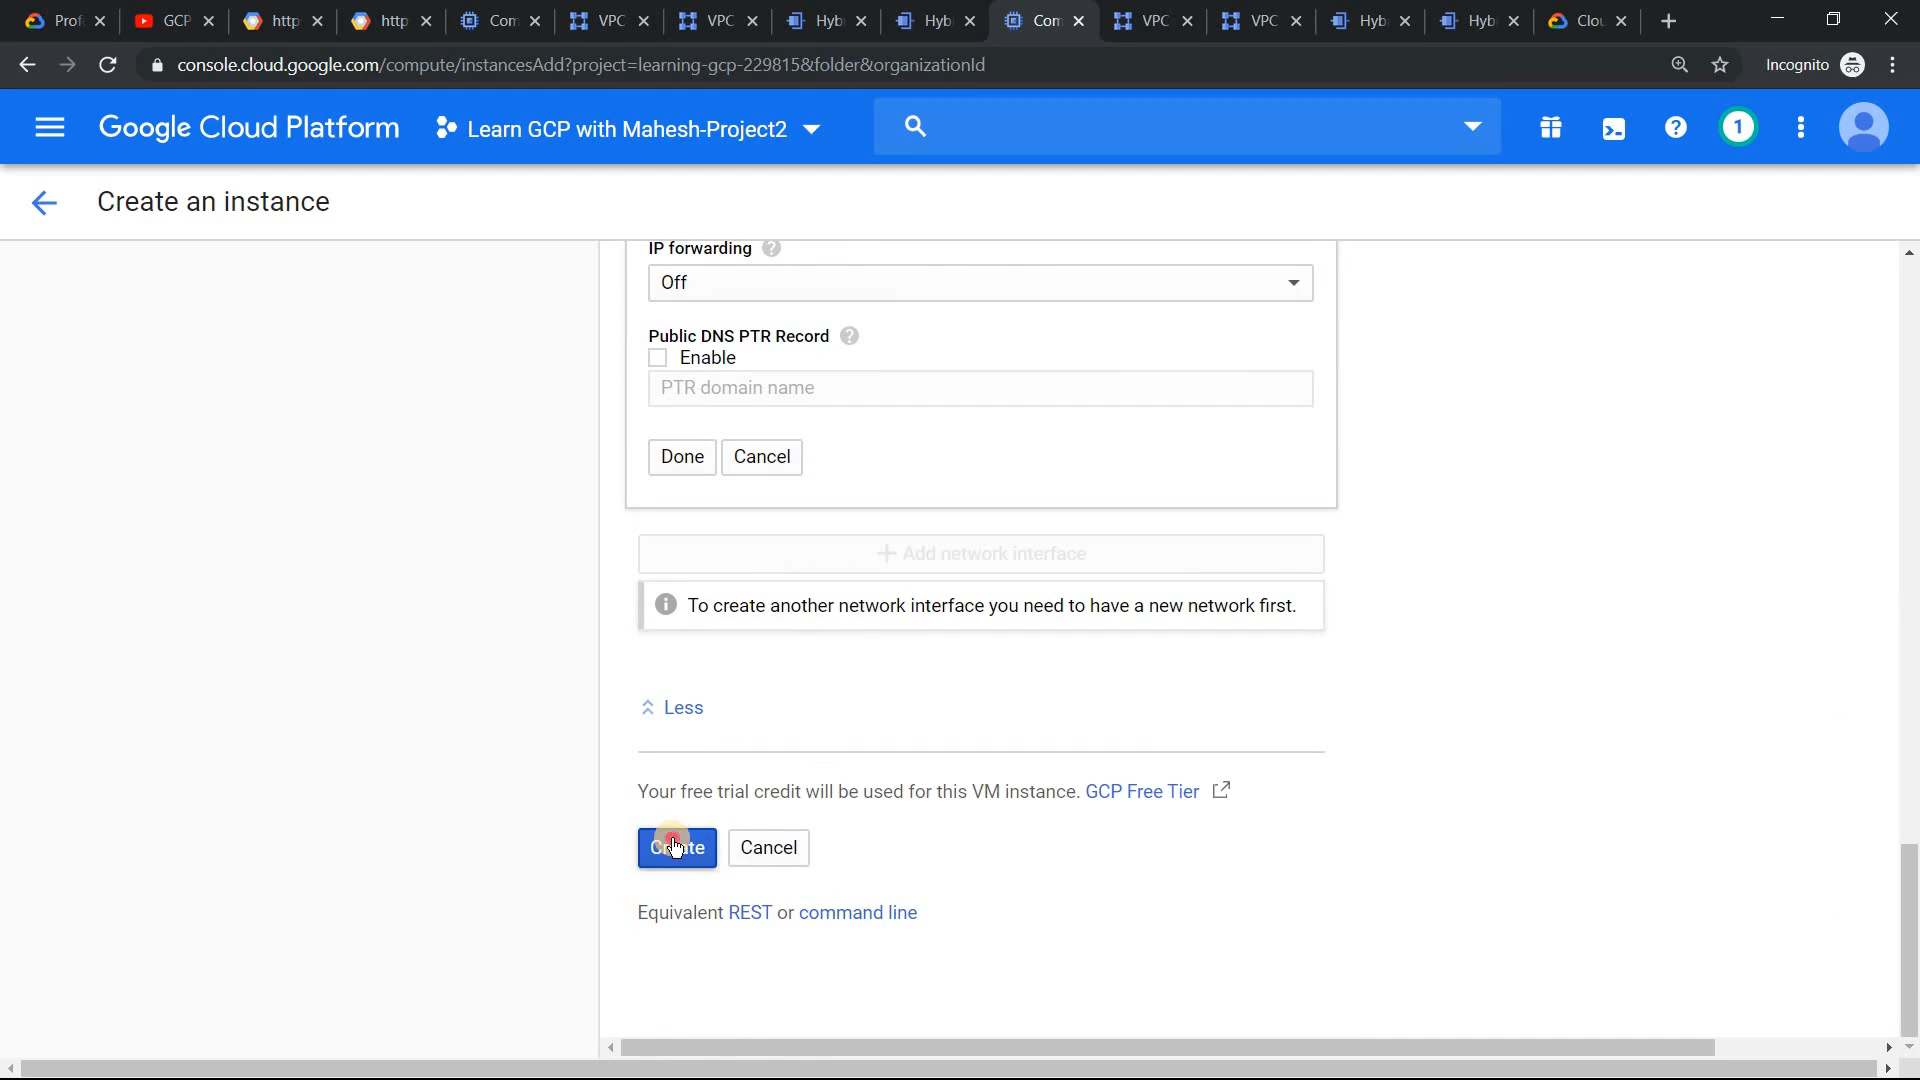 Prof GCP http http Com VPC VPC Hyb Hyb Com VPC VPC Hyb Hyb Clou
console.cloud.google.com/compute/instancesAdd?project=learning-gcp-229815&folder&organizationId Incognito
Google Cloud Platform Learn GCP with Mahesh-Project2 1
Create an instance
IP forwarding
Off
Public DNS PTR Record
Enable
PTR domain name
Done Cancel
+ Add network interface
To create another network interface you need to have a new network first.
Less
Your free trial credit will be used for this VM instance. GCP Free Tier
Create Cancel
Equivalent REST or command line